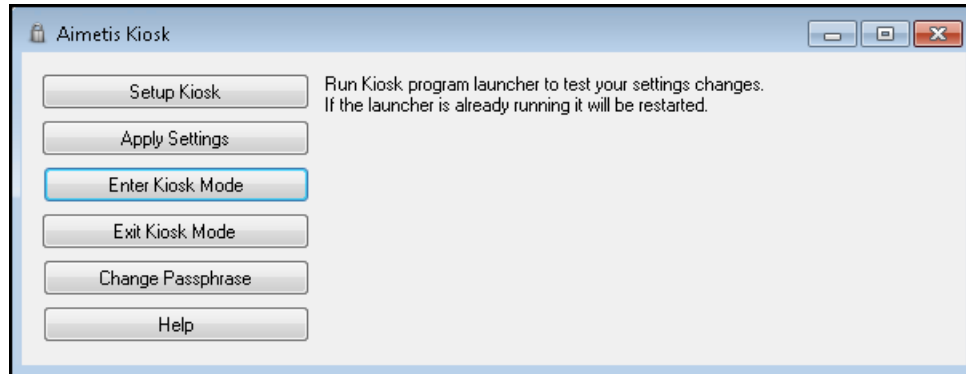 Aimetis Kiosk
Setup Kiosk
Run Kiosk program launcher to test your settings changes.
If the launcher is already running it will be restarted.
Apply Settings
Enter Kiosk Mode
Exit Kiosk Mode
Change Passphrase
Help